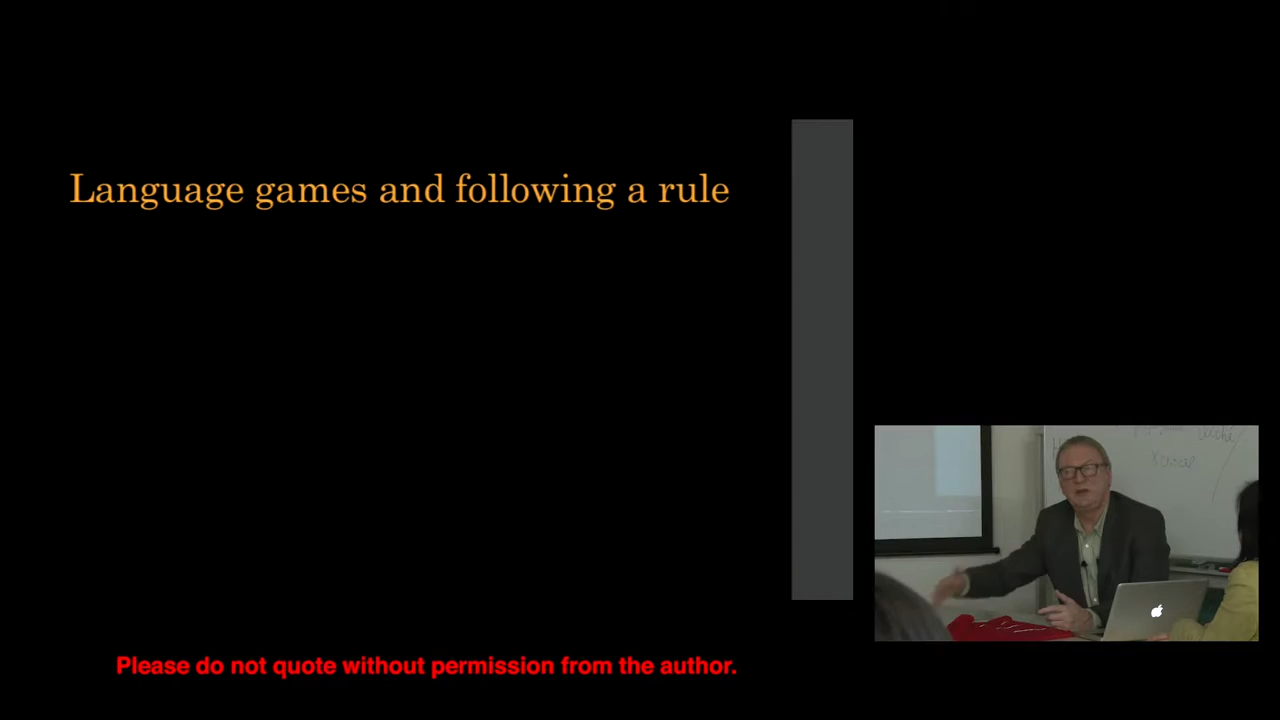 Language games and following a rule
Please do not quote without permission from the author.